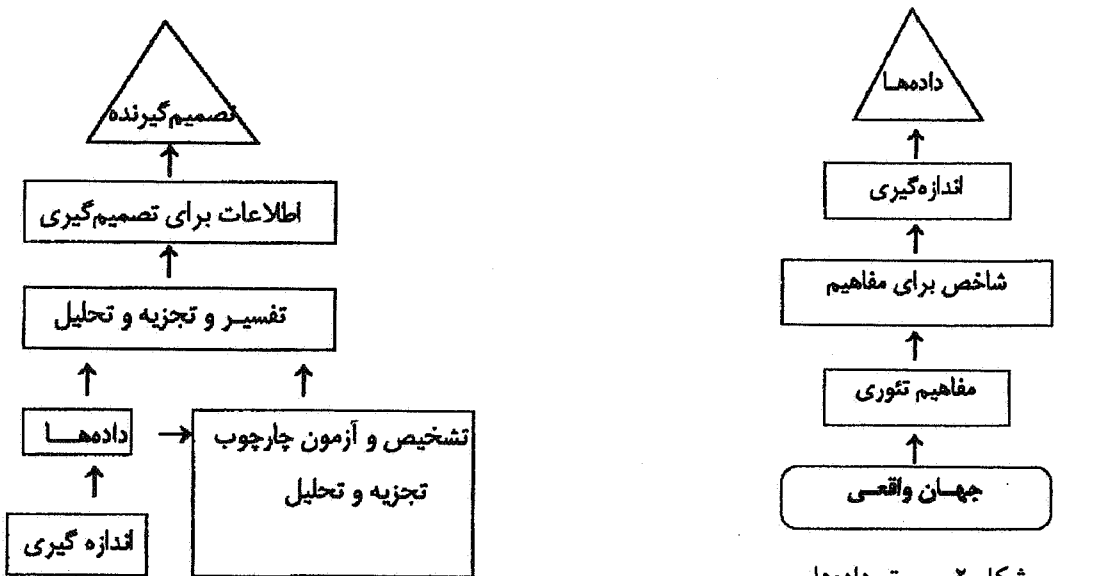 داده‌ها
اندازه‌گیری
شاخص برای مفاهیم
مفاهیم تئوری
جهان واقعی
تصمیم‌گیرنده
اطلاعات برای تصمیم‌گیری
تفسیر و تجزیه و تحلیل
داده‌ها
تشخیص و آزمون چارچوب
تجزیه و تحلیل
اندازه گیری